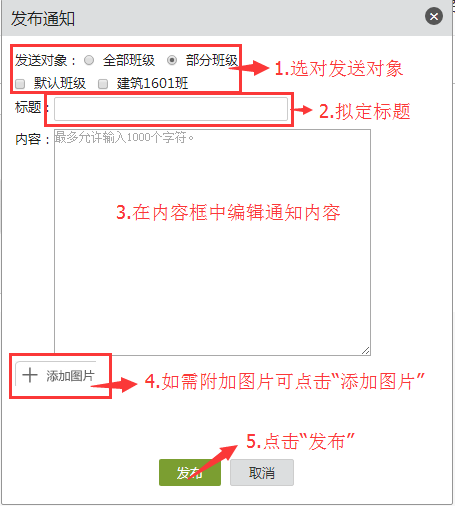 发布通知
发送对象：全部班级 部分班级
1.选对发送对象
默认班级 建筑1601班
标题：
2.拟定标题
内容：
最多允许输入1000个字符。
3.在内容框中编辑通知内容
添加图片
4.如需附加图片可点击“添加图片”
5.点击“发布”
发布 取消